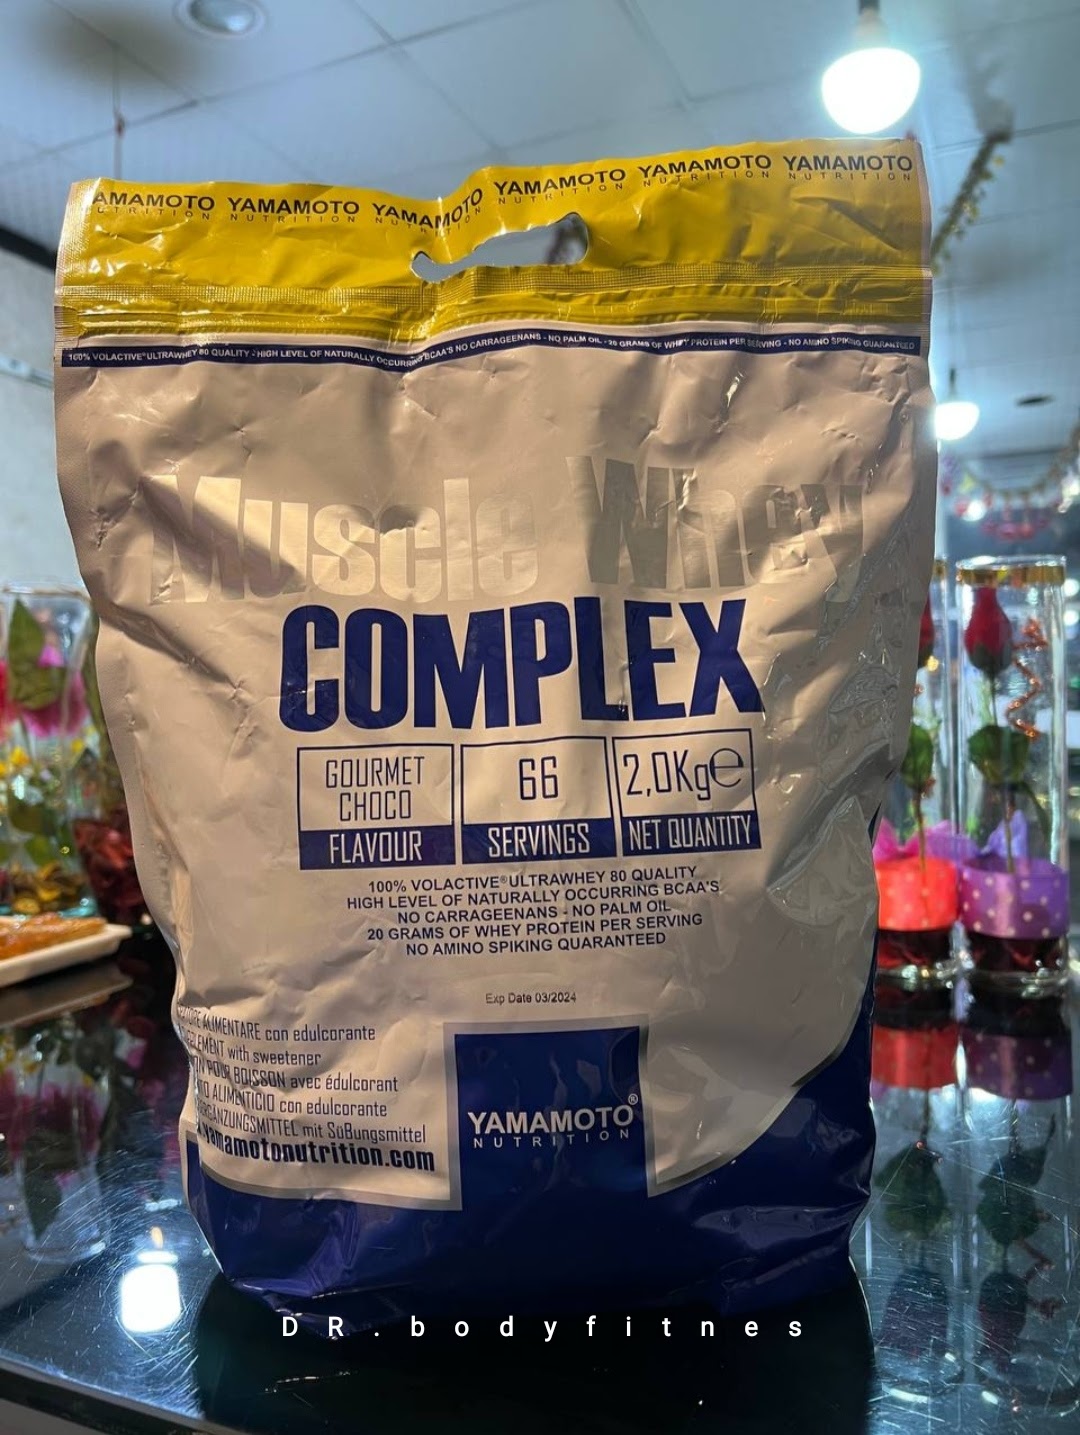 AMAMOTO YAMAMOTO YAMAMOTO YAMAMOTO YAMAMOTO YAMAMOTO
UTRITION NUTRITION NUTRITION NUTRITION NUTRITION NUTRITION
100% VOLACTIVE® ULTRAWHEY 80 QUALITY - HIGH LEVEL OF NATURALLY OCCURRING BCAA'S NO CARRAGEENANS - NO PALM OIL - 20 GRAMS OF WHEY PROTEIN PER SERVING - NO AMINO SPIKING GUARANTEED
Muscle Whey
COMPLEX
GOURMET CHOCO FLAVOUR
66 SERVINGS
2,0Kg℮ NET QUANTITY
100% VOLACTIVE® ULTRAWHEY 80 QUALITY
HIGH LEVEL OF NATURALLY OCCURRING BCAA'S
NO CARRAGEENANS - NO PALM OIL
20 GRAMS OF WHEY PROTEIN PER SERVING
NO AMINO SPIKING QUARANTEED
Exp Date 03/2024
ALIMENTARE con edulcorante
with sweetener
POUR BOISSON avec édulcorant
ALIMENTICIO con edulcorante
mit SüBungsmittel
yamamotonutrition.com
YAMAMOTO®
NUTRITION
DR.bodyfitnes